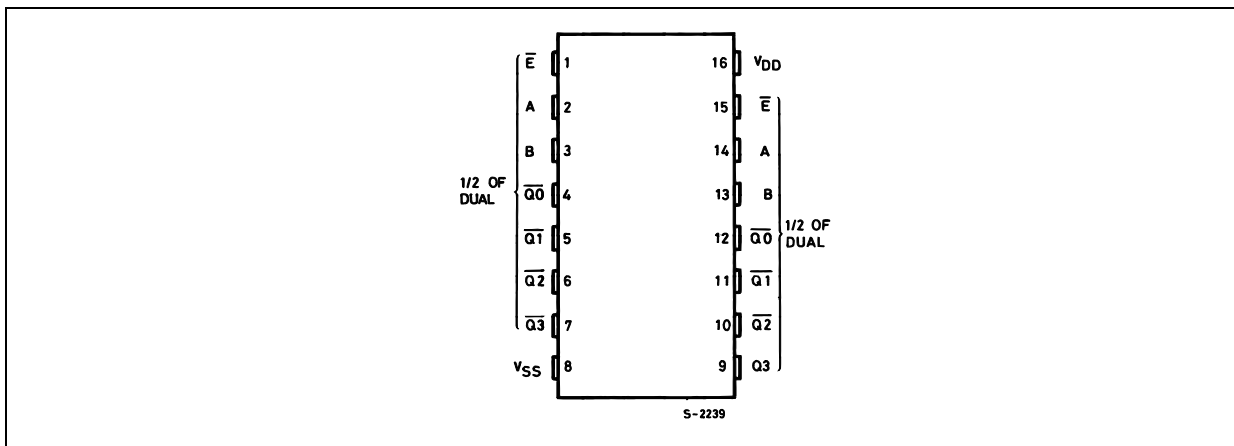 E̅ 1 16 VDD
A 2 15 E̅
B 3 14 A
1/2 OF
DUAL
Q̅0̅ 4 13 B
Q̅1̅ 5 12 Q̅0̅
1/2 OF
DUAL
Q̅2̅ 6 11 Q̅1̅
Q̅3̅ 7 10 Q̅2̅
VSS 8 9 Q3
S-2239